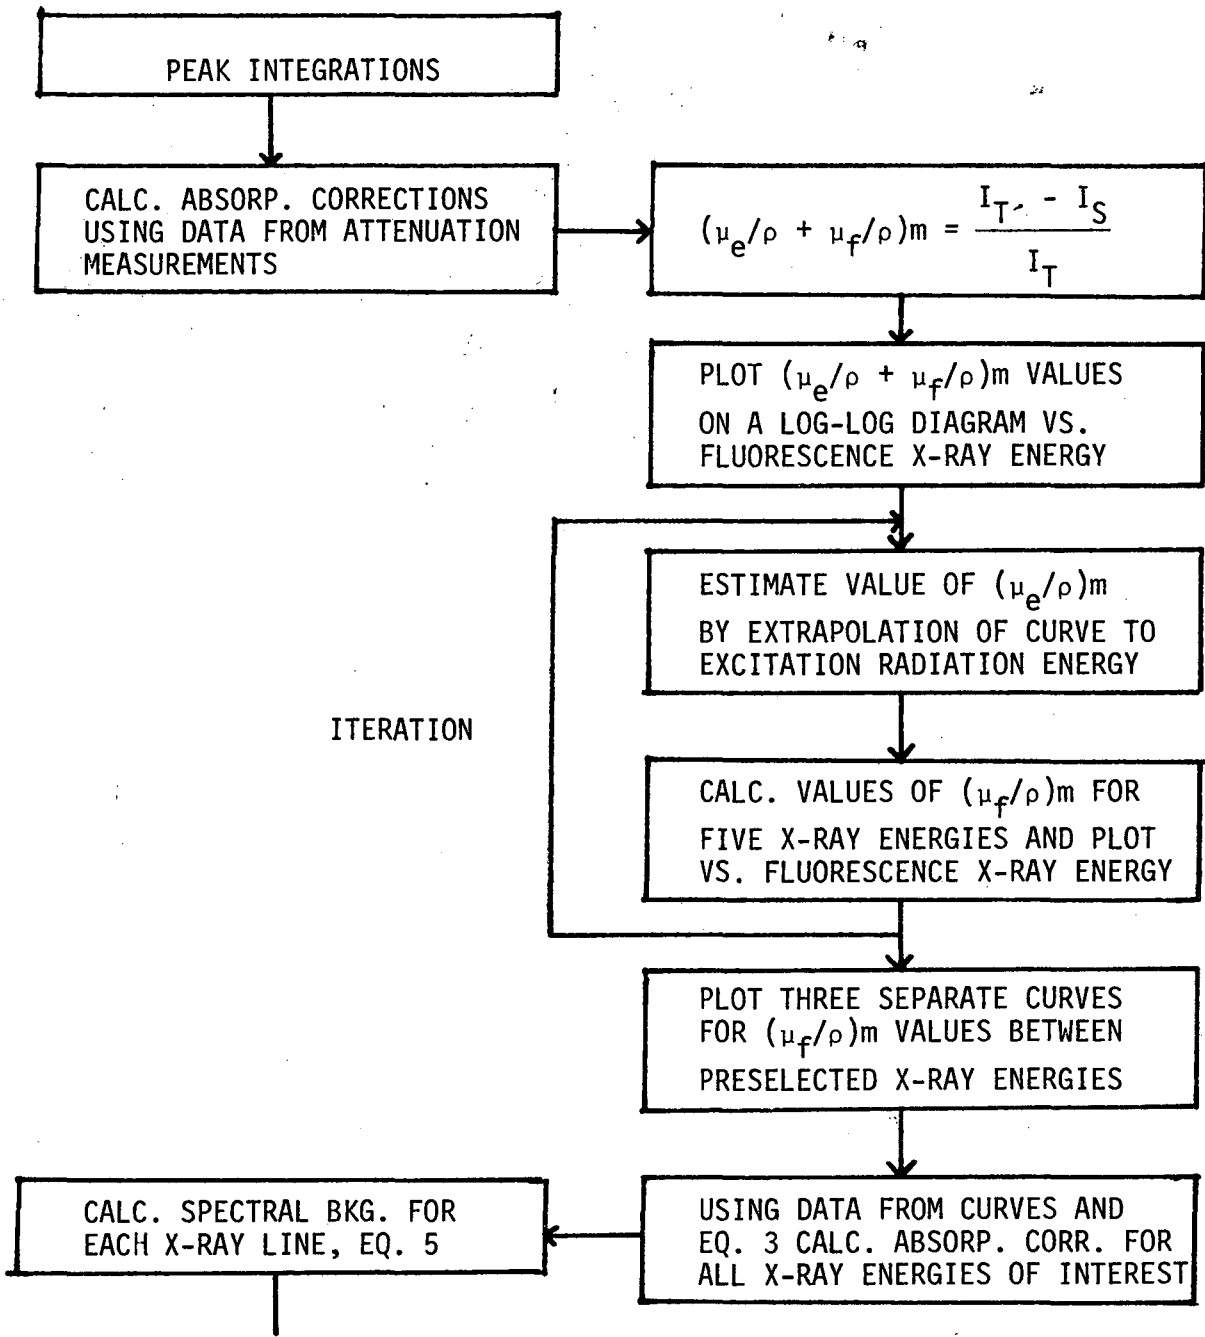 PEAK INTEGRATIONS
CALC. ABSORP. CORRECTIONS
USING DATA FROM ATTENUATION
MEASUREMENTS
(μe/ρ + μf/ρ)m = (I_T′ - I_S) / I_T
PLOT (μe/ρ + μf/ρ)m VALUES
ON A LOG-LOG DIAGRAM VS.
FLUORESCENCE X-RAY ENERGY
ESTIMATE VALUE OF (μe/ρ)m
BY EXTRAPOLATION OF CURVE TO
EXCITATION RADIATION ENERGY
ITERATION
CALC. VALUES OF (μf/ρ)m FOR
FIVE X-RAY ENERGIES AND PLOT
VS. FLUORESCENCE X-RAY ENERGY
PLOT THREE SEPARATE CURVES
FOR (μf/ρ)m VALUES BETWEEN
PRESELECTED X-RAY ENERGIES
USING DATA FROM CURVES AND
EQ. 3 CALC. ABSORP. CORR. FOR
ALL X-RAY ENERGIES OF INTEREST
CALC. SPECTRAL BKG. FOR
EACH X-RAY LINE, EQ. 5